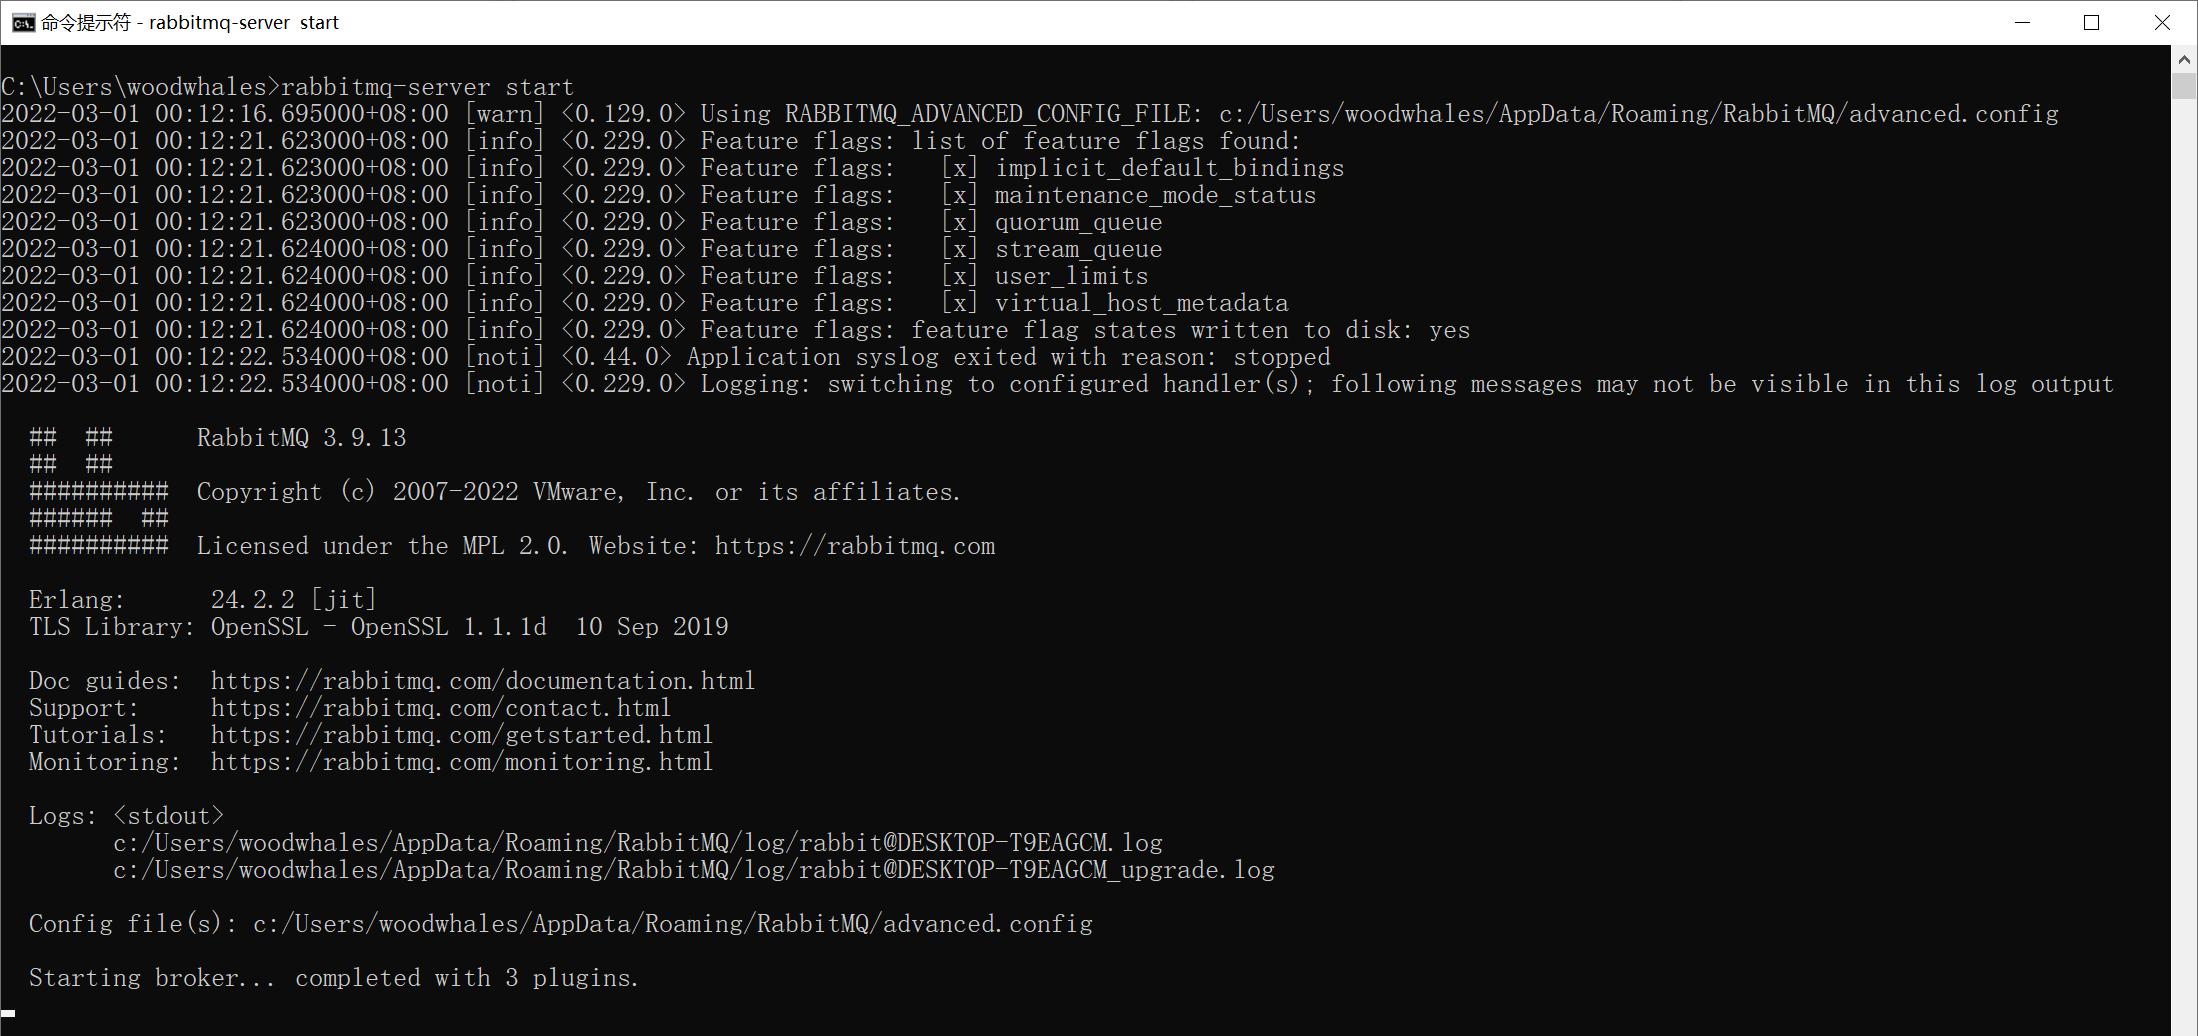 命令提示符 - rabbitmq-server  start
C:\Users\woodwhales>rabbitmq-server start
2022-03-01 00:12:16.695000+08:00 [warn] <0.129.0> Using RABBITMQ_ADVANCED_CONFIG_FILE: c:/Users/woodwhales/AppData/Roaming/RabbitMQ/advanced.config
2022-03-01 00:12:21.623000+08:00 [info] <0.229.0> Feature flags: list of feature flags found:
2022-03-01 00:12:21.623000+08:00 [info] <0.229.0> Feature flags:   [x] implicit_default_bindings
2022-03-01 00:12:21.623000+08:00 [info] <0.229.0> Feature flags:   [x] maintenance_mode_status
2022-03-01 00:12:21.623000+08:00 [info] <0.229.0> Feature flags:   [x] quorum_queue
2022-03-01 00:12:21.624000+08:00 [info] <0.229.0> Feature flags:   [x] stream_queue
2022-03-01 00:12:21.624000+08:00 [info] <0.229.0> Feature flags:   [x] user_limits
2022-03-01 00:12:21.624000+08:00 [info] <0.229.0> Feature flags:   [x] virtual_host_metadata
2022-03-01 00:12:21.624000+08:00 [info] <0.229.0> Feature flags: feature flag states written to disk: yes
2022-03-01 00:12:22.534000+08:00 [noti] <0.44.0> Application syslog exited with reason: stopped
2022-03-01 00:12:22.534000+08:00 [noti] <0.229.0> Logging: switching to configured handler(s); following messages may not be visible in this log output
  ##  ##      RabbitMQ 3.9.13
  ##  ##
  ##########  Copyright (c) 2007-2022 VMware, Inc. or its affiliates.
  ######  ##
  ##########  Licensed under the MPL 2.0. Website: https://rabbitmq.com
  Erlang:      24.2.2 [jit]
  TLS Library: OpenSSL - OpenSSL 1.1.1d  10 Sep 2019
  Doc guides:  https://rabbitmq.com/documentation.html
  Support:     https://rabbitmq.com/contact.html
  Tutorials:   https://rabbitmq.com/getstarted.html
  Monitoring:  https://rabbitmq.com/monitoring.html
  Logs: <stdout>
        c:/Users/woodwhales/AppData/Roaming/RabbitMQ/log/rabbit@DESKTOP-T9EAGCM.log
        c:/Users/woodwhales/AppData/Roaming/RabbitMQ/log/rabbit@DESKTOP-T9EAGCM_upgrade.log
  Config file(s): c:/Users/woodwhales/AppData/Roaming/RabbitMQ/advanced.config
  Starting broker... completed with 3 plugins.